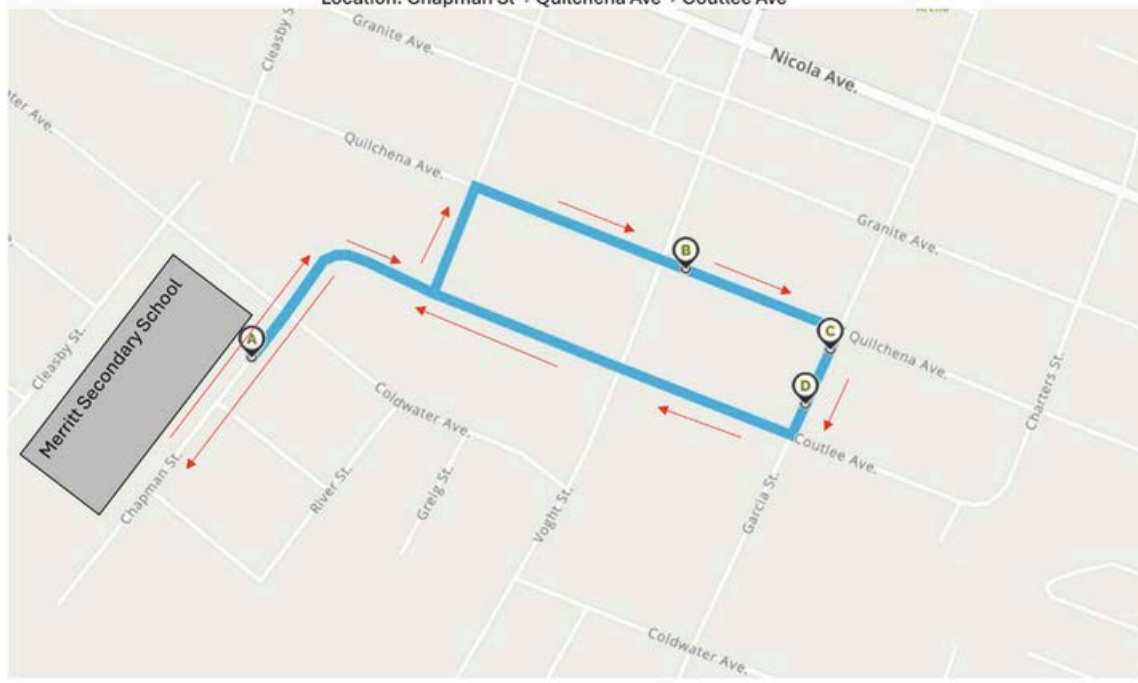 Location: Chapman St → Quilchena Ave → Coutlee Ave
Cleasby S
Granite Ave.
Nicola Ave.
ter Ave.
Quilchena Ave.
B
Granite Ave.
Merritt Secondary School
A
C
Quilchena Ave.
Cleasby St.
D
Charters St.
Coldwater Ave.
Coutlee Ave.
Chapman St.
River St.
Greig St.
Voght St.
Garcia St.
Coldwater Ave.